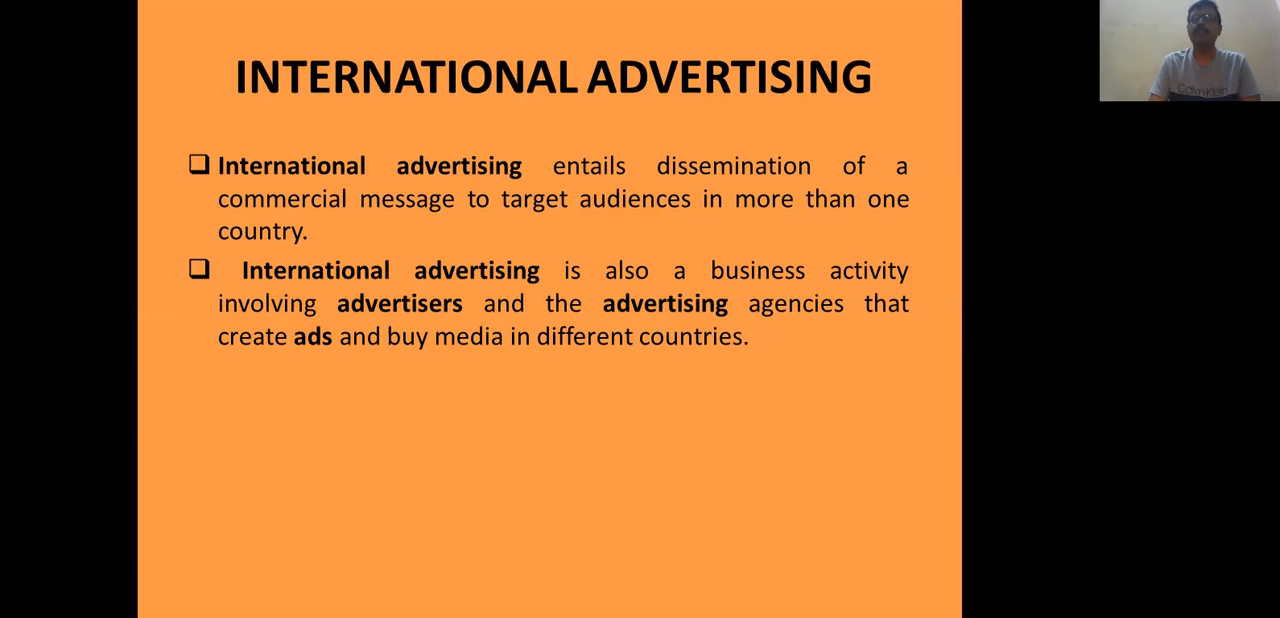 INTERNATIONAL ADVERTISING
International advertising entails dissemination of a
commercial message to target audiences in more than one
country.
International advertising is also a business activity
involving advertisers and the advertising agencies that
create ads and buy media in different countries.
Calvin Klein